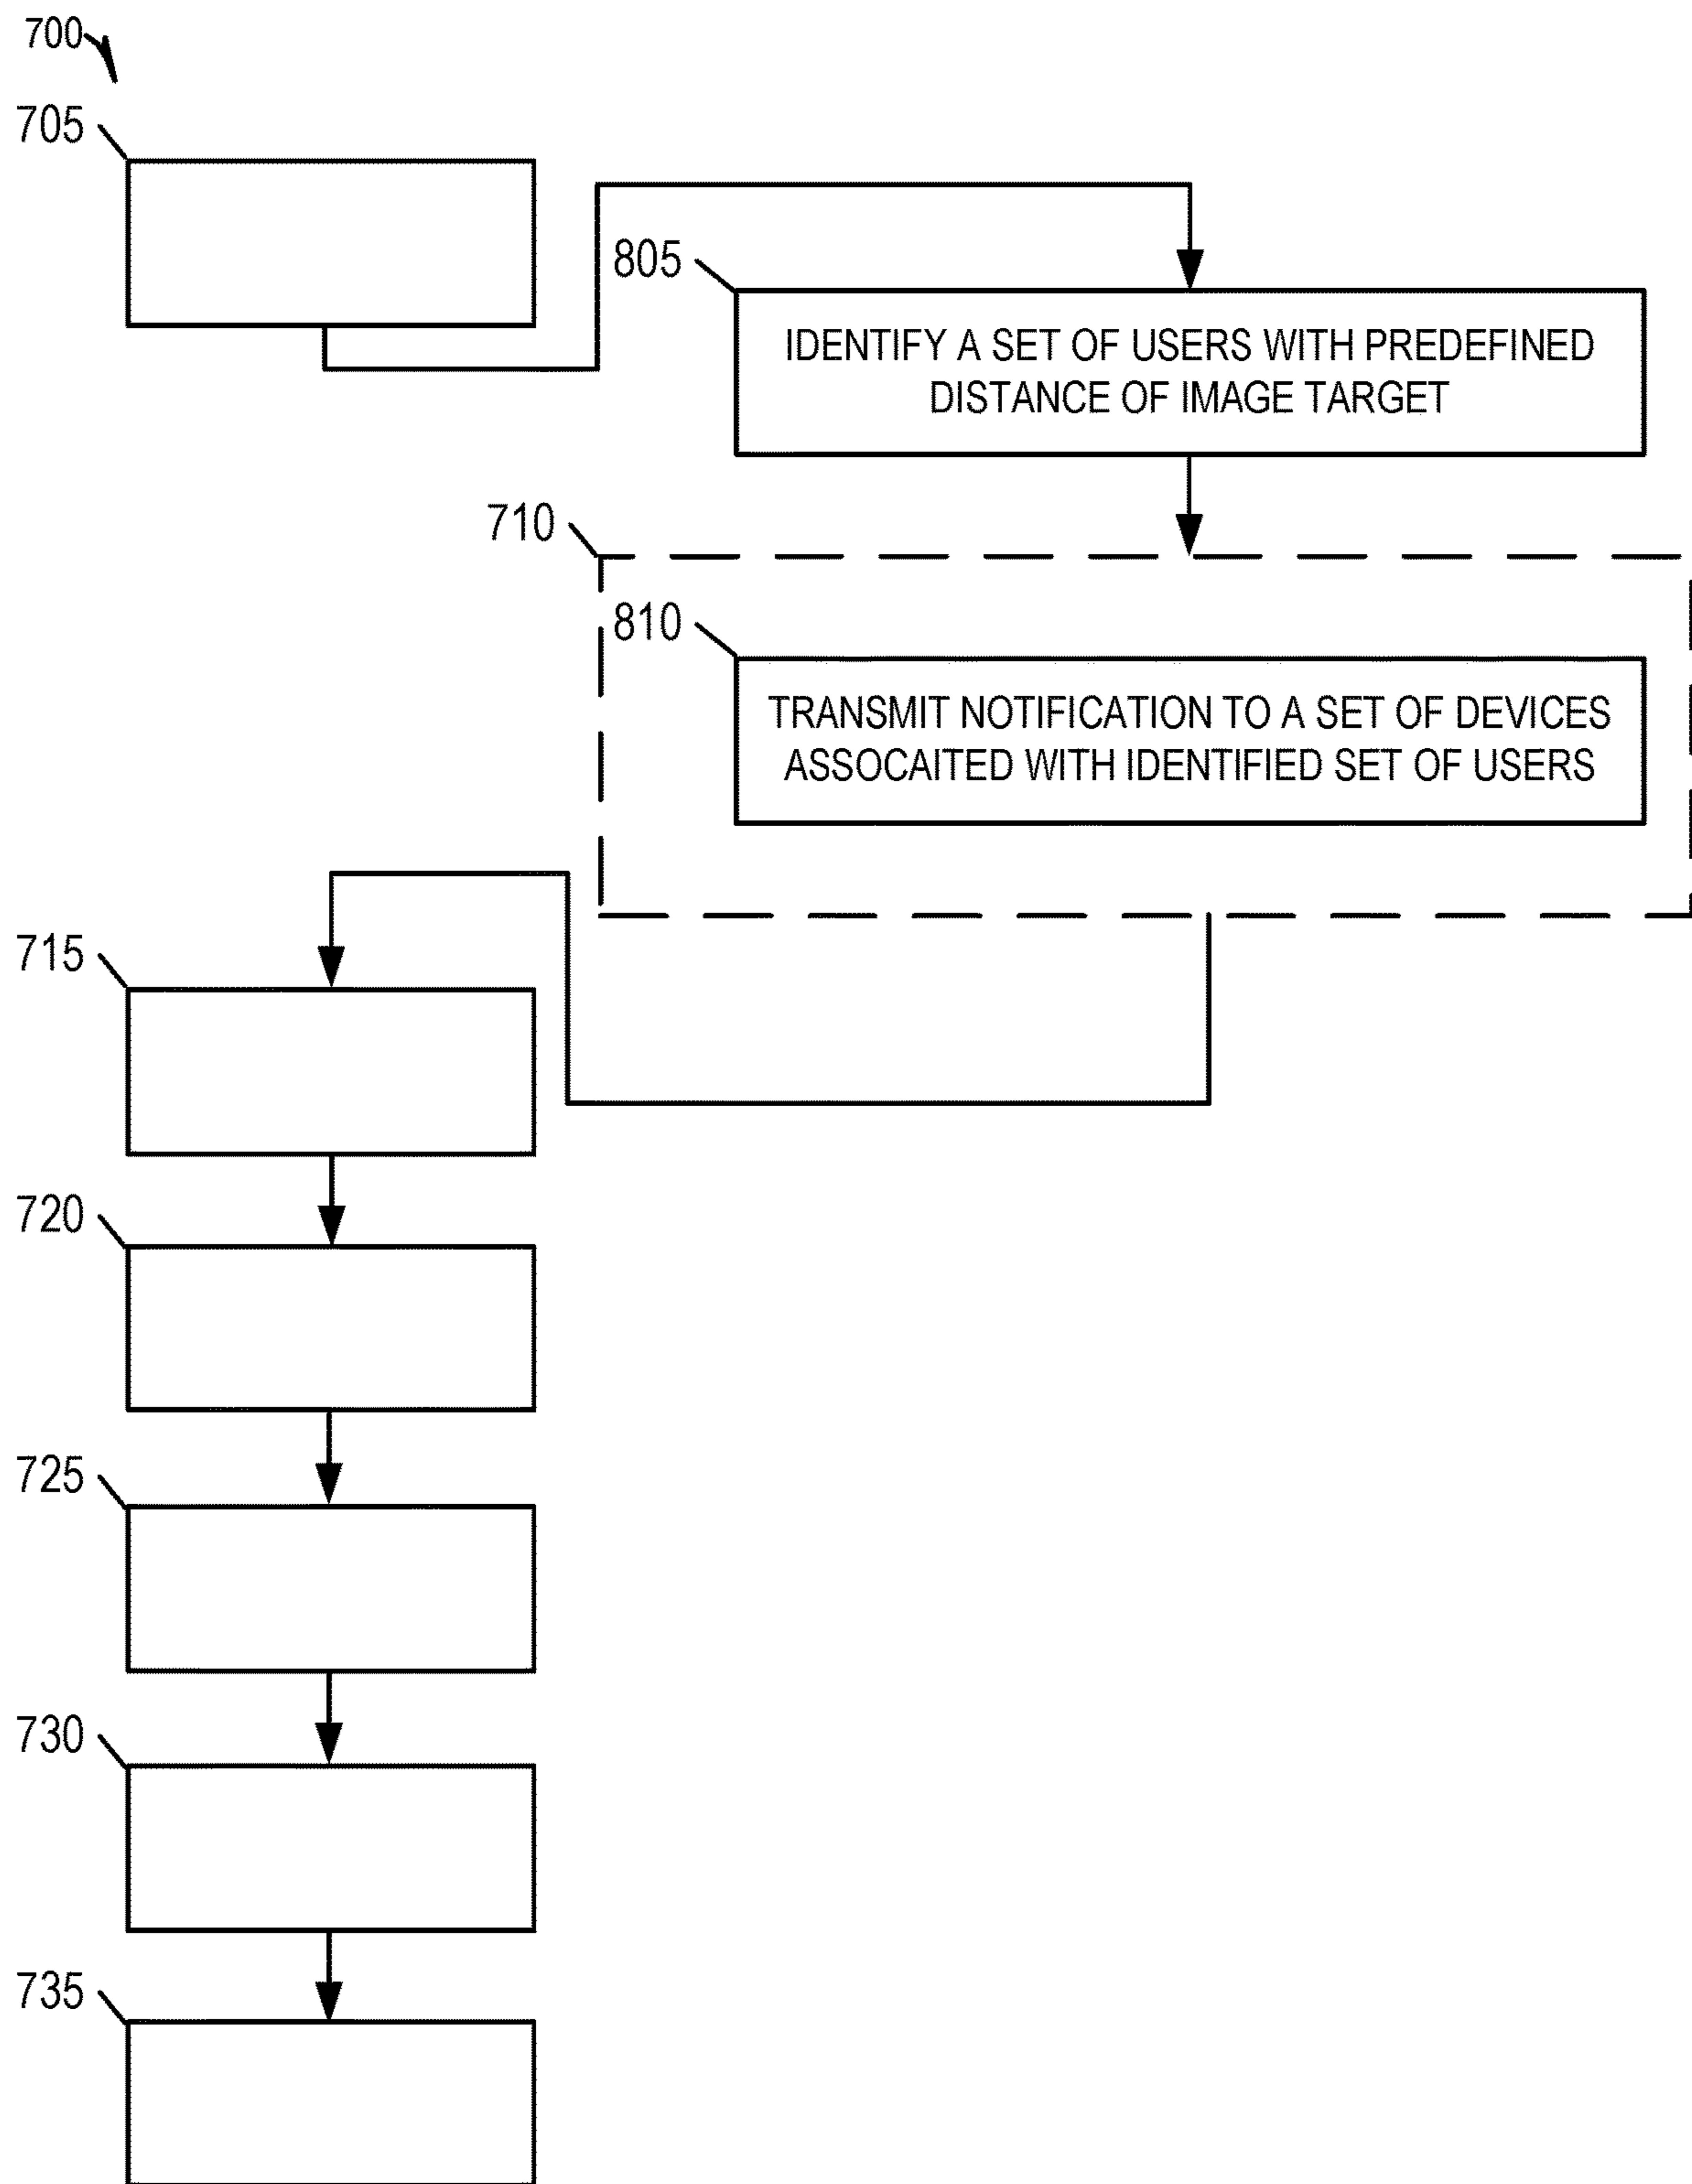 700
705
805
IDENTIFY A SET OF USERS WITH PREDEFINED
DISTANCE OF IMAGE TARGET
710
810
TRANSMIT NOTIFICATION TO A SET OF DEVICES
ASSOCAITED WITH IDENTIFIED SET OF USERS
715
720
725
730
735